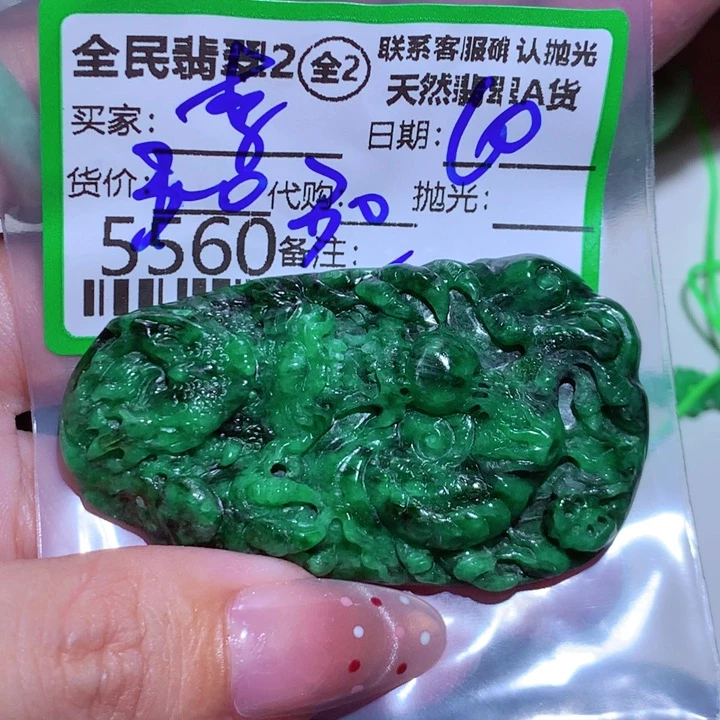 全民翡翠2 全2 联系客服确认抛光
天然翡翠A货
买家: 日期:
货价: 代购: 抛光:
5560 备注: